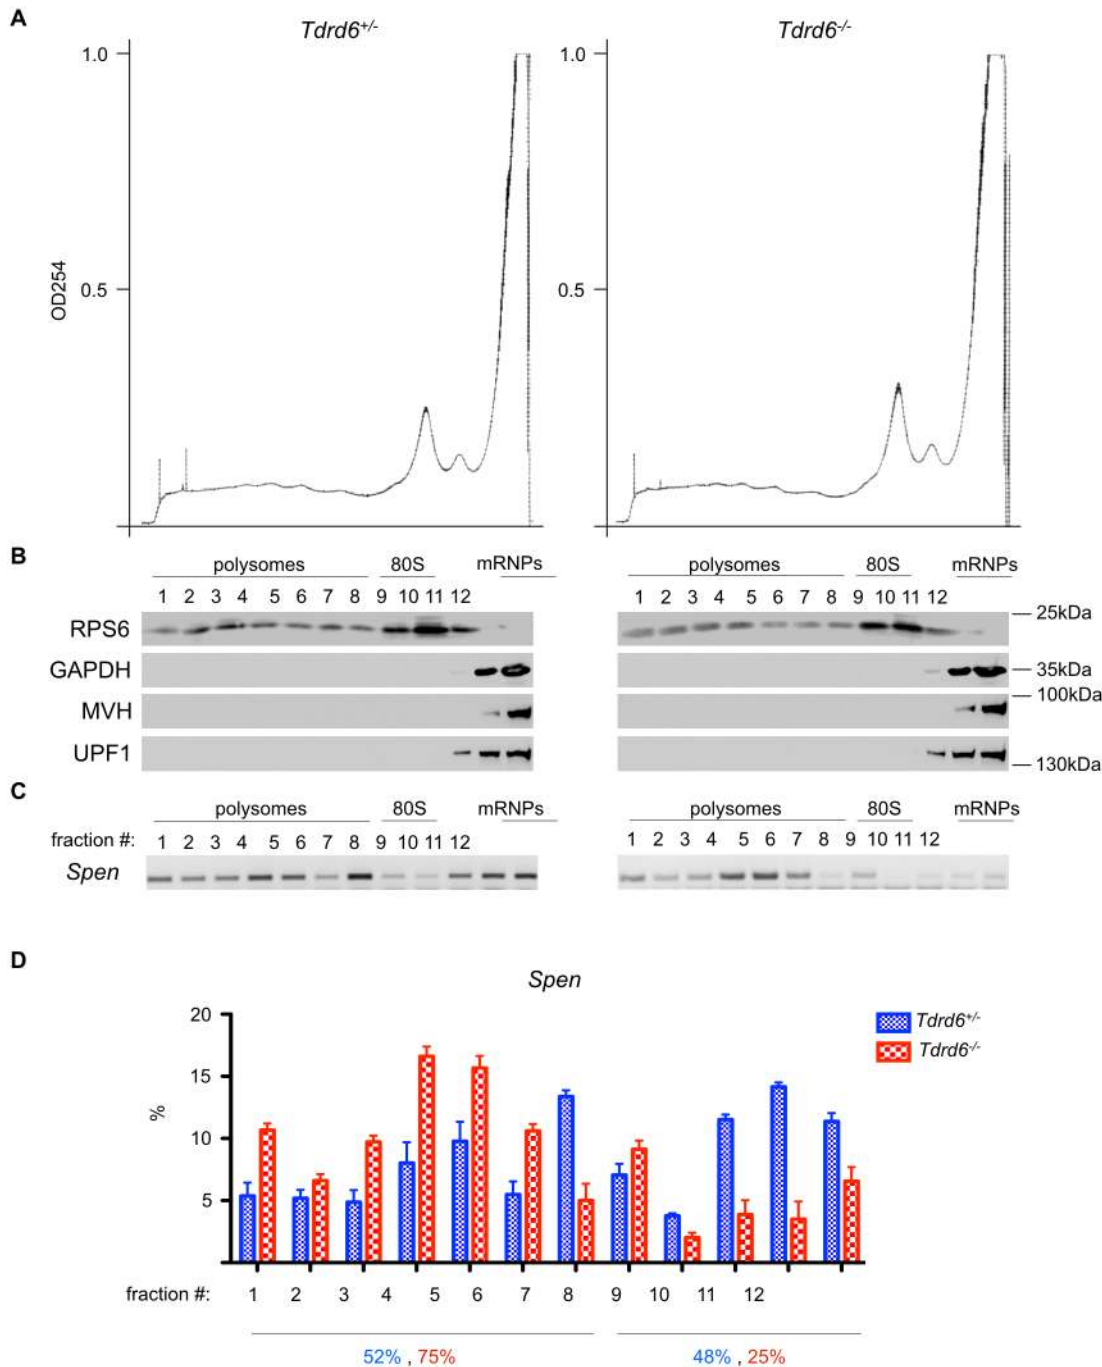 A
Tdrd6+/-
Tdrd6-/-
1.0
1.0
0.5
0.5
OD254
B
polysomes 80S mRNPs
polysomes 80S mRNPs
1 2 3 4 5 6 7 8 9 10 11 12
1 2 3 4 5 6 7 8 9 10 11 12
RPS6
25kDa
GAPDH
35kDa
100kDa
MVH
UPF1
130kDa
C
polysomes 80S mRNPs
polysomes 80S mRNPs
fraction #: 1 2 3 4 5 6 7 8 9 10 11 12
1 2 3 4 5 6 7 8 9 10 11 12
Spen
D
Spen
20
15
10
5
%
Tdrd6+/-
Tdrd6-/-
fraction #: 1 2 3 4 5 6 7 8 9 10 11 12
52% , 75%
48% , 25%